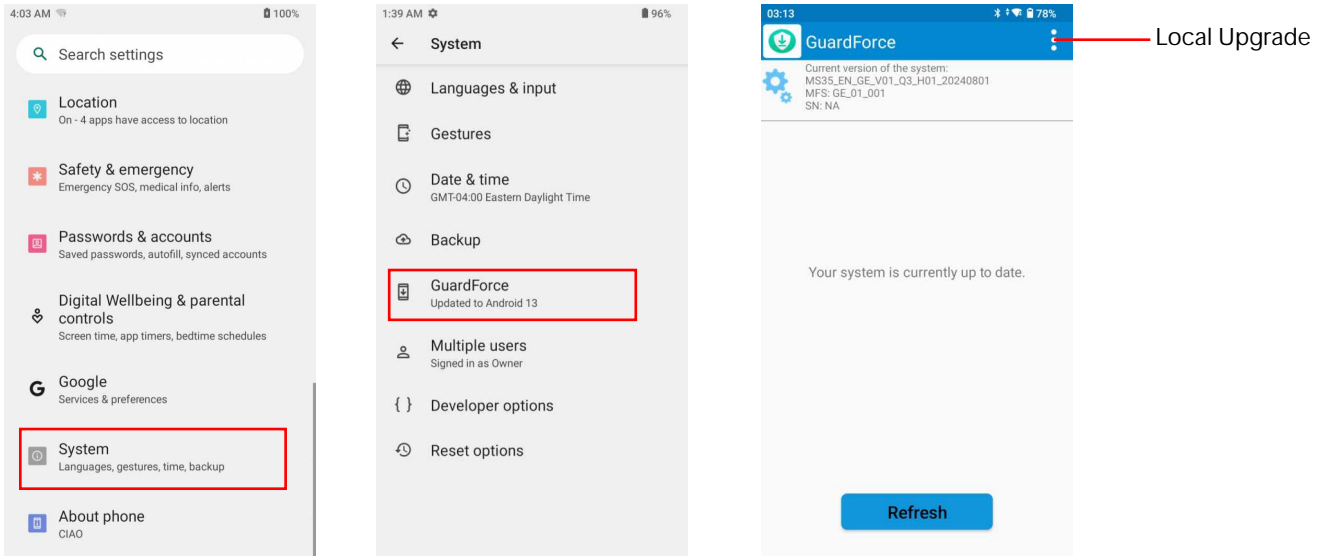 4:03 AM
100%
Search settings
Location
On - 4 apps have access to location
Safety & emergency
Emergency SOS, medical info, alerts
Passwords & accounts
Saved passwords, autofill, synced accounts
Digital Wellbeing & parental
controls
Screen time, app timers, bedtime schedules
G
Google
Services & preferences
System
Languages, gestures, time, backup
About phone
CIAO
1:39 AM
96%
System
Languages & input
Gestures
Date & time
GMT-04:00 Eastern Daylight Time
Backup
GuardForce
Updated to Android 13
Multiple users
Signed in as Owner
{ } Developer options
Reset options
03:13
78%
GuardForce
Current version of the system:
MS35_EN_GE_V01_Q3_H01_20240801
MFS: GE_01_001
SN: NA
Your system is currently up to date.
Refresh
Local Upgrade